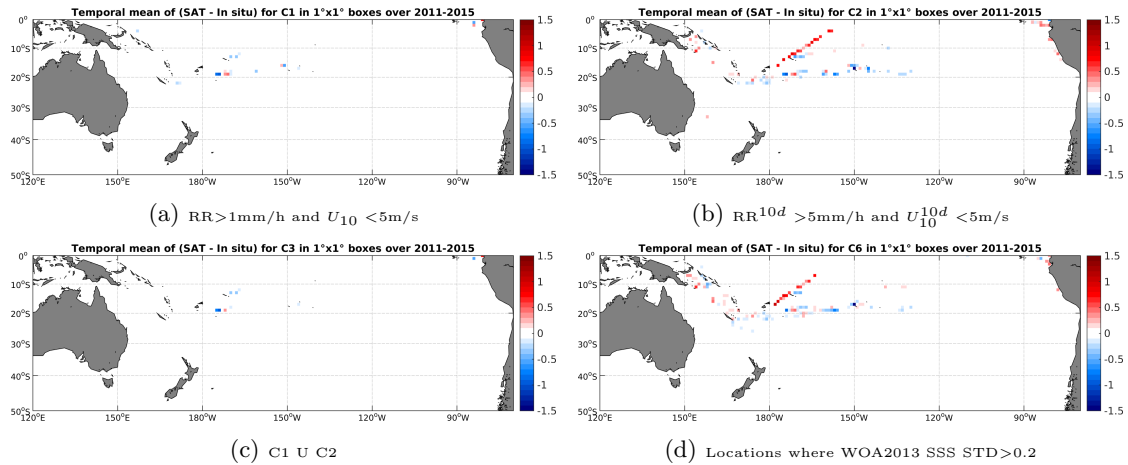 Temporal mean of (SAT - In situ) for C1 in 1°x1° boxes over 2011-2015
0°
10°S
20°S
30°S
40°S
50°S
120°E 150°E 180°W 150°W 120°W 90°W
1.5
1
0.5
0
-0.5
-1
-1.5
(a) RR>1mm/h and U10 <5m/s
Temporal mean of (SAT - In situ) for C2 in 1°x1° boxes over 2011-2015
0°
10°S
20°S
30°S
40°S
50°S
120°E 150°E 180°W 150°W 120°W 90°W
1.5
1
0.5
0
-0.5
-1
-1.5
(b) RR^10d >5mm/h and U10^10d <5m/s
Temporal mean of (SAT - In situ) for C3 in 1°x1° boxes over 2011-2015
0°
10°S
20°S
30°S
40°S
50°S
120°E 150°E 180°W 150°W 120°W 90°W
1.5
1
0.5
0
-0.5
-1
-1.5
(c) C1 U C2
Temporal mean of (SAT - In situ) for C6 in 1°x1° boxes over 2011-2015
0°
10°S
20°S
30°S
40°S
50°S
120°E 150°E 180°W 150°W 120°W 90°W
1.5
1
0.5
0
-0.5
-1
-1.5
(d) Locations where WOA2013 SSS STD>0.2